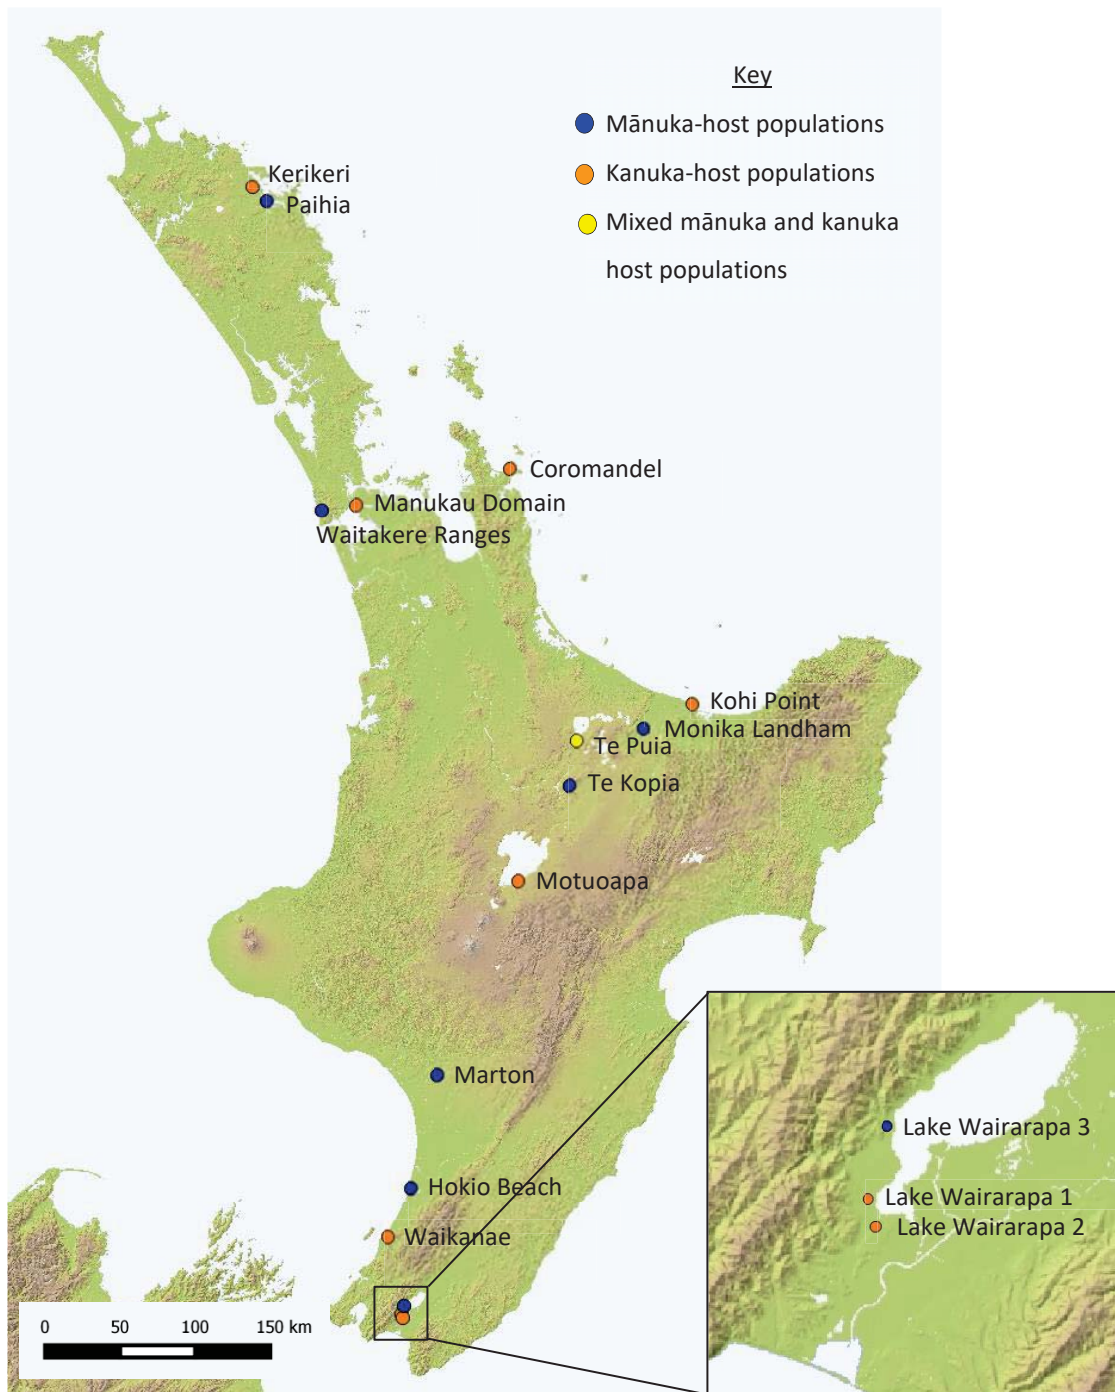 Key
Mānuka-host populations
Kanuka-host populations
Mixed mānuka and kanuka
host populations
Kerikeri
Paihia
Coromandel
Manukau Domain
Waitakere Ranges
Kohi Point
Monika Landham
Te Puia
Te Kopia
Motuoapa
Marton
Hokio Beach
Waikanae
Lake Wairarapa 3
Lake Wairarapa 1
Lake Wairarapa 2
0 50 100 150 km